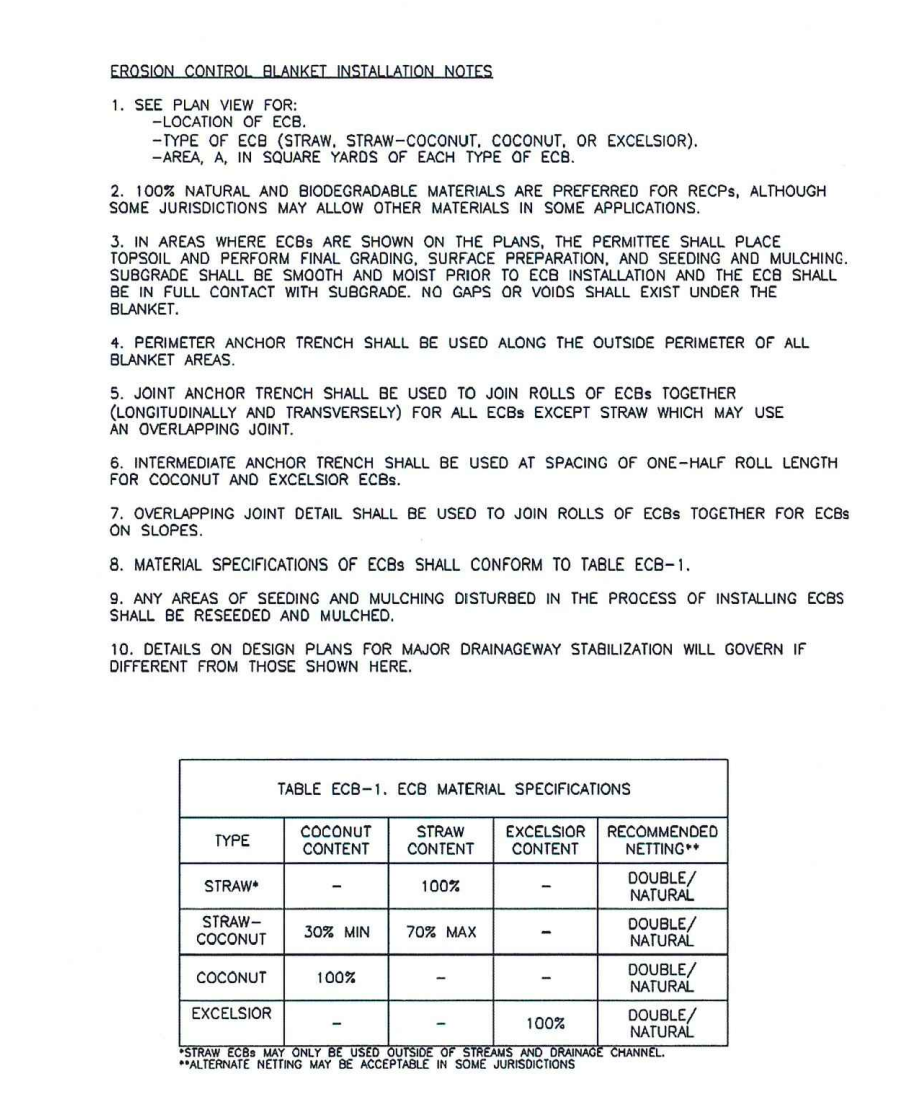 EROSION CONTROL BLANKET INSTALLATION NOTES
1. SEE PLAN VIEW FOR:
-LOCATION OF ECB.
-TYPE OF ECB (STRAW, STRAW-COCONUT, COCONUT, OR EXCELSIOR).
-AREA, A, IN SQUARE YARDS OF EACH TYPE OF ECB.
2. 100% NATURAL AND BIODEGRADABLE MATERIALS ARE PREFERRED FOR RECPs, ALTHOUGH
SOME JURISDICTIONS MAY ALLOW OTHER MATERIALS IN SOME APPLICATIONS.
3. IN AREAS WHERE ECBs ARE SHOWN ON THE PLANS, THE PERMITTEE SHALL PLACE
TOPSOIL AND PERFORM FINAL GRADING, SURFACE PREPARATION, AND SEEDING AND MULCHING.
SUBGRADE SHALL BE SMOOTH AND MOIST PRIOR TO ECB INSTALLATION AND THE ECB SHALL
BE IN FULL CONTACT WITH SUBGRADE. NO GAPS OR VOIDS SHALL EXIST UNDER THE
BLANKET.
4. PERIMETER ANCHOR TRENCH SHALL BE USED ALONG THE OUTSIDE PERIMETER OF ALL
BLANKET AREAS.
5. JOINT ANCHOR TRENCH SHALL BE USED TO JOIN ROLLS OF ECBs TOGETHER
(LONGITUDINALLY AND TRANSVERSELY) FOR ALL ECBs EXCEPT STRAW WHICH MAY USE
AN OVERLAPPING JOINT.
6. INTERMEDIATE ANCHOR TRENCH SHALL BE USED AT SPACING OF ONE-HALF ROLL LENGTH
FOR COCONUT AND EXCELSIOR ECBs.
7. OVERLAPPING JOINT DETAIL SHALL BE USED TO JOIN ROLLS OF ECBs TOGETHER FOR ECBs
ON SLOPES.
8. MATERIAL SPECIFICATIONS OF ECBs SHALL CONFORM TO TABLE ECB-1.
9. ANY AREAS OF SEEDING AND MULCHING DISTURBED IN THE PROCESS OF INSTALLING ECBS
SHALL BE RESEEDED AND MULCHED.
10. DETAILS ON DESIGN PLANS FOR MAJOR DRAINAGEWAY STABILIZATION WILL GOVERN IF
DIFFERENT FROM THOSE SHOWN HERE.
TABLE ECB-1. ECB MATERIAL SPECIFICATIONS
TYPE COCONUT CONTENT STRAW CONTENT EXCELSIOR CONTENT RECOMMENDED NETTING**
STRAW* - 100% - DOUBLE/ NATURAL
STRAW- COCONUT 30% MIN 70% MAX - DOUBLE/ NATURAL
COCONUT 100% - - DOUBLE/ NATURAL
EXCELSIOR - - 100% DOUBLE/ NATURAL
*STRAW ECBs MAY ONLY BE USED OUTSIDE OF STREAMS AND DRAINAGE CHANNEL.
**ALTERNATE NETTING MAY BE ACCEPTABLE IN SOME JURISDICTIONS